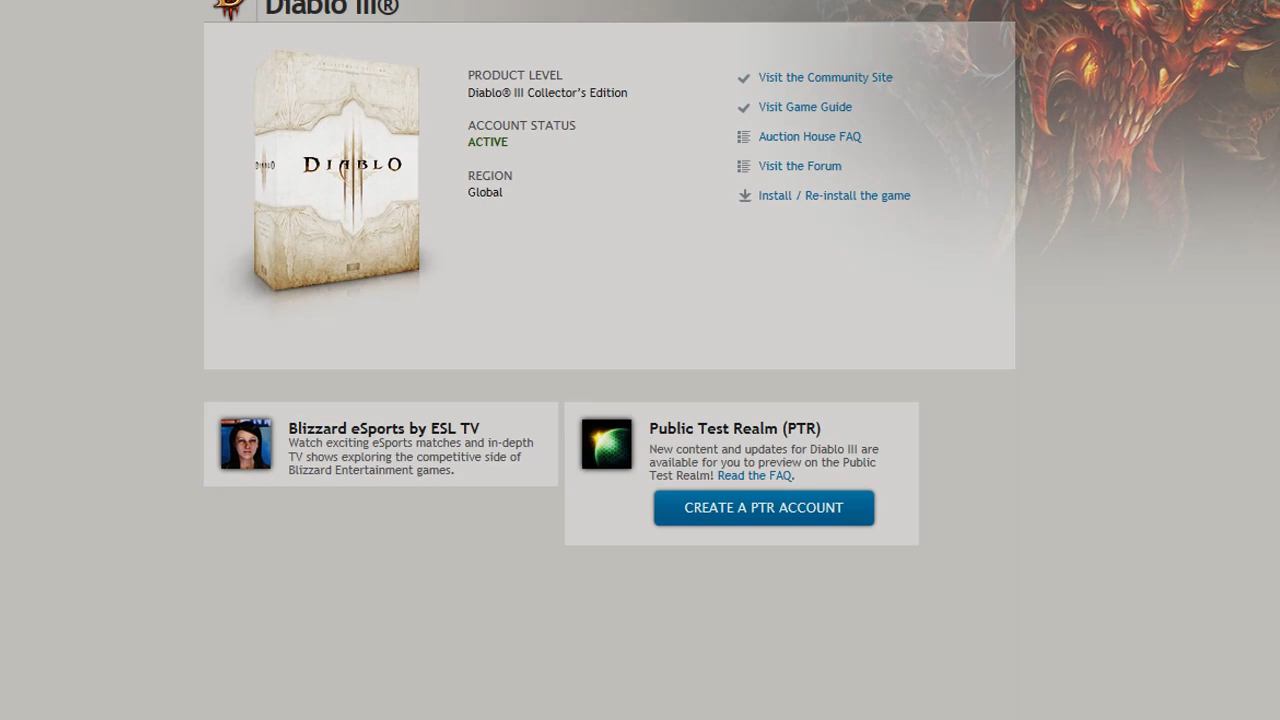 Diablo III®
PRODUCT LEVEL
Diablo® III Collector's Edition
ACCOUNT STATUS
ACTIVE
REGION
Global
Visit the Community Site
Visit Game Guide
Auction House FAQ
Visit the Forum
Install / Re-install the game
DIABLO
DIABLO
Blizzard eSports by ESL TV
Watch exciting eSports matches and in-depth
TV shows exploring the competitive side of
Blizzard Entertainment games.
Public Test Realm (PTR)
New content and updates for Diablo III are
available for you to preview on the Public
Test Realm! Read the FAQ.
CREATE A PTR ACCOUNT